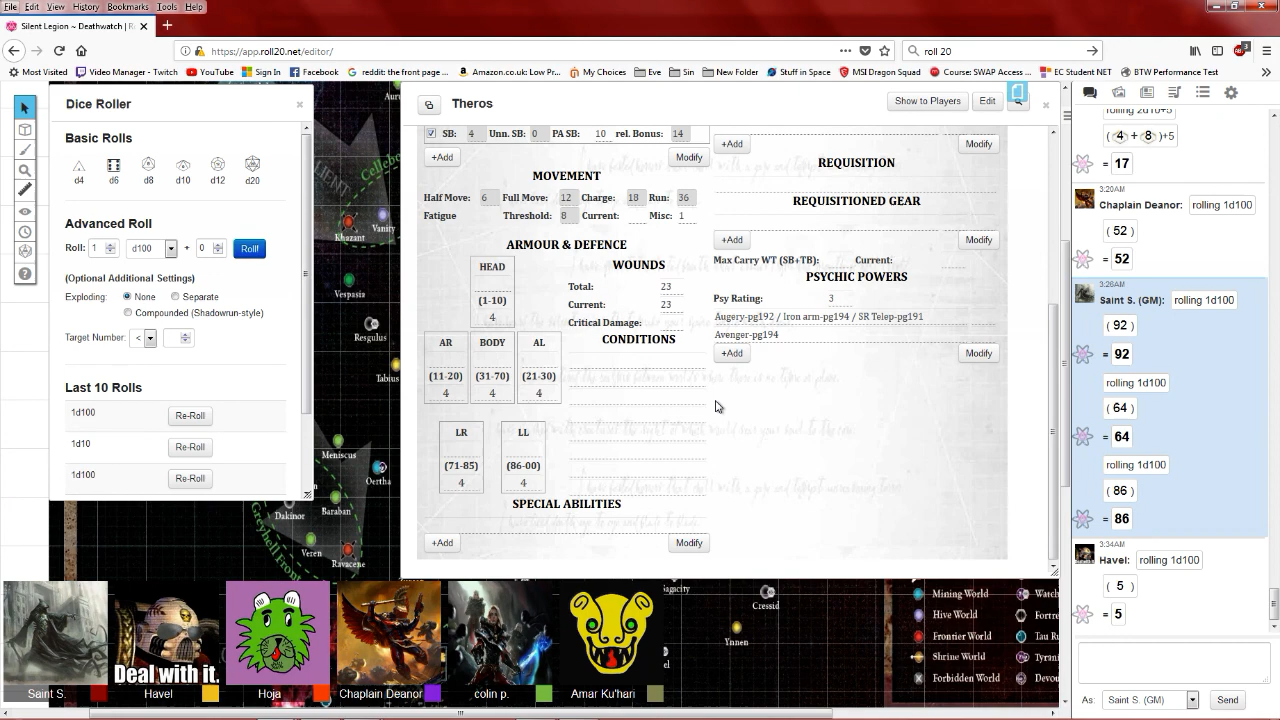 File Edit View History Bookmarks Tools Help
Silent Legion ~ Deathwatch | Ro
https://app.roll20.net/editor/
roll 20
Most Visited Video Manager - Twitch YouTube Sign In Facebook reddit: the front page ... Amazon.co.uk: Low Pr... My Choices Eve Sin New Folder Stuff in Space MSI Dragon Squad Course: SWAP Access ... EC Student BTW Performance Test
Dice Roller
Basic Rolls
d4 d6 d8 d10 d12 d20
Advanced Roll
Roll: 1 d100 + 0 Roll!
(Optional Additional Settings)
Exploding: None Separate
Compounded (Shadowrun-style)
Target Number: <
Last 10 Rolls
1d100 Re-Roll
1d10 Re-Roll
1d100 Re-Roll
Khazant
Vanity
Vespasia
Resgulus
Tabius
Meniscus
Oertha
Dakinor
Baraban
Veren
Ravacene
Theros
Show to Players Edit
SB: 4 Unn. SB: 0 PA SB: 10 rel. Bonus: 14
+Add Modify
MOVEMENT
Half Move: 6 Full Move: 12 Charge: 18 Run: 36
Fatigue Threshold: 8 Current: Misc: 1
ARMOUR & DEFENCE
HEAD
(1-10)
4
WOUNDS
Total: 23
Current: 23
Critical Damage:
CONDITIONS
AR BODY AL
(11-20) (31-70) (21-30)
4 4 4
LR LL
(71-85) (86-00)
4 4
SPECIAL ABILITIES
+Add Modify
+Add Modify
REQUISITION
REQUISITIONED GEAR
+Add Modify
Max Carry WT (SB+TB): Current:
PSYCHIC POWERS
Psy Rating: 3
Augery-pg192 / Iron arm-pg194 / SR Telep-pg191
Avenger-pg194
+Add Modify
rolling 2d10+5
(4+8)+5
= 17
3:20AM
Chaplain Deanor: rolling 1d100
(52)
= 52
Saint S. (GM): rolling 1d100
(92)
= 92
rolling 1d100
(64)
= 64
rolling 1d100
(86)
= 86
3:34AM
Havel: rolling 1d100
(5)
= 5
As: Saint S. (GM) Send
Deal with it.
Saint S. Havel Hoja Chaplain Deanor colin p. Amar Ku'hari
Cressid
Ynnen
Mining World
Hive World
Frontier World
Shrine World
Forbidden World